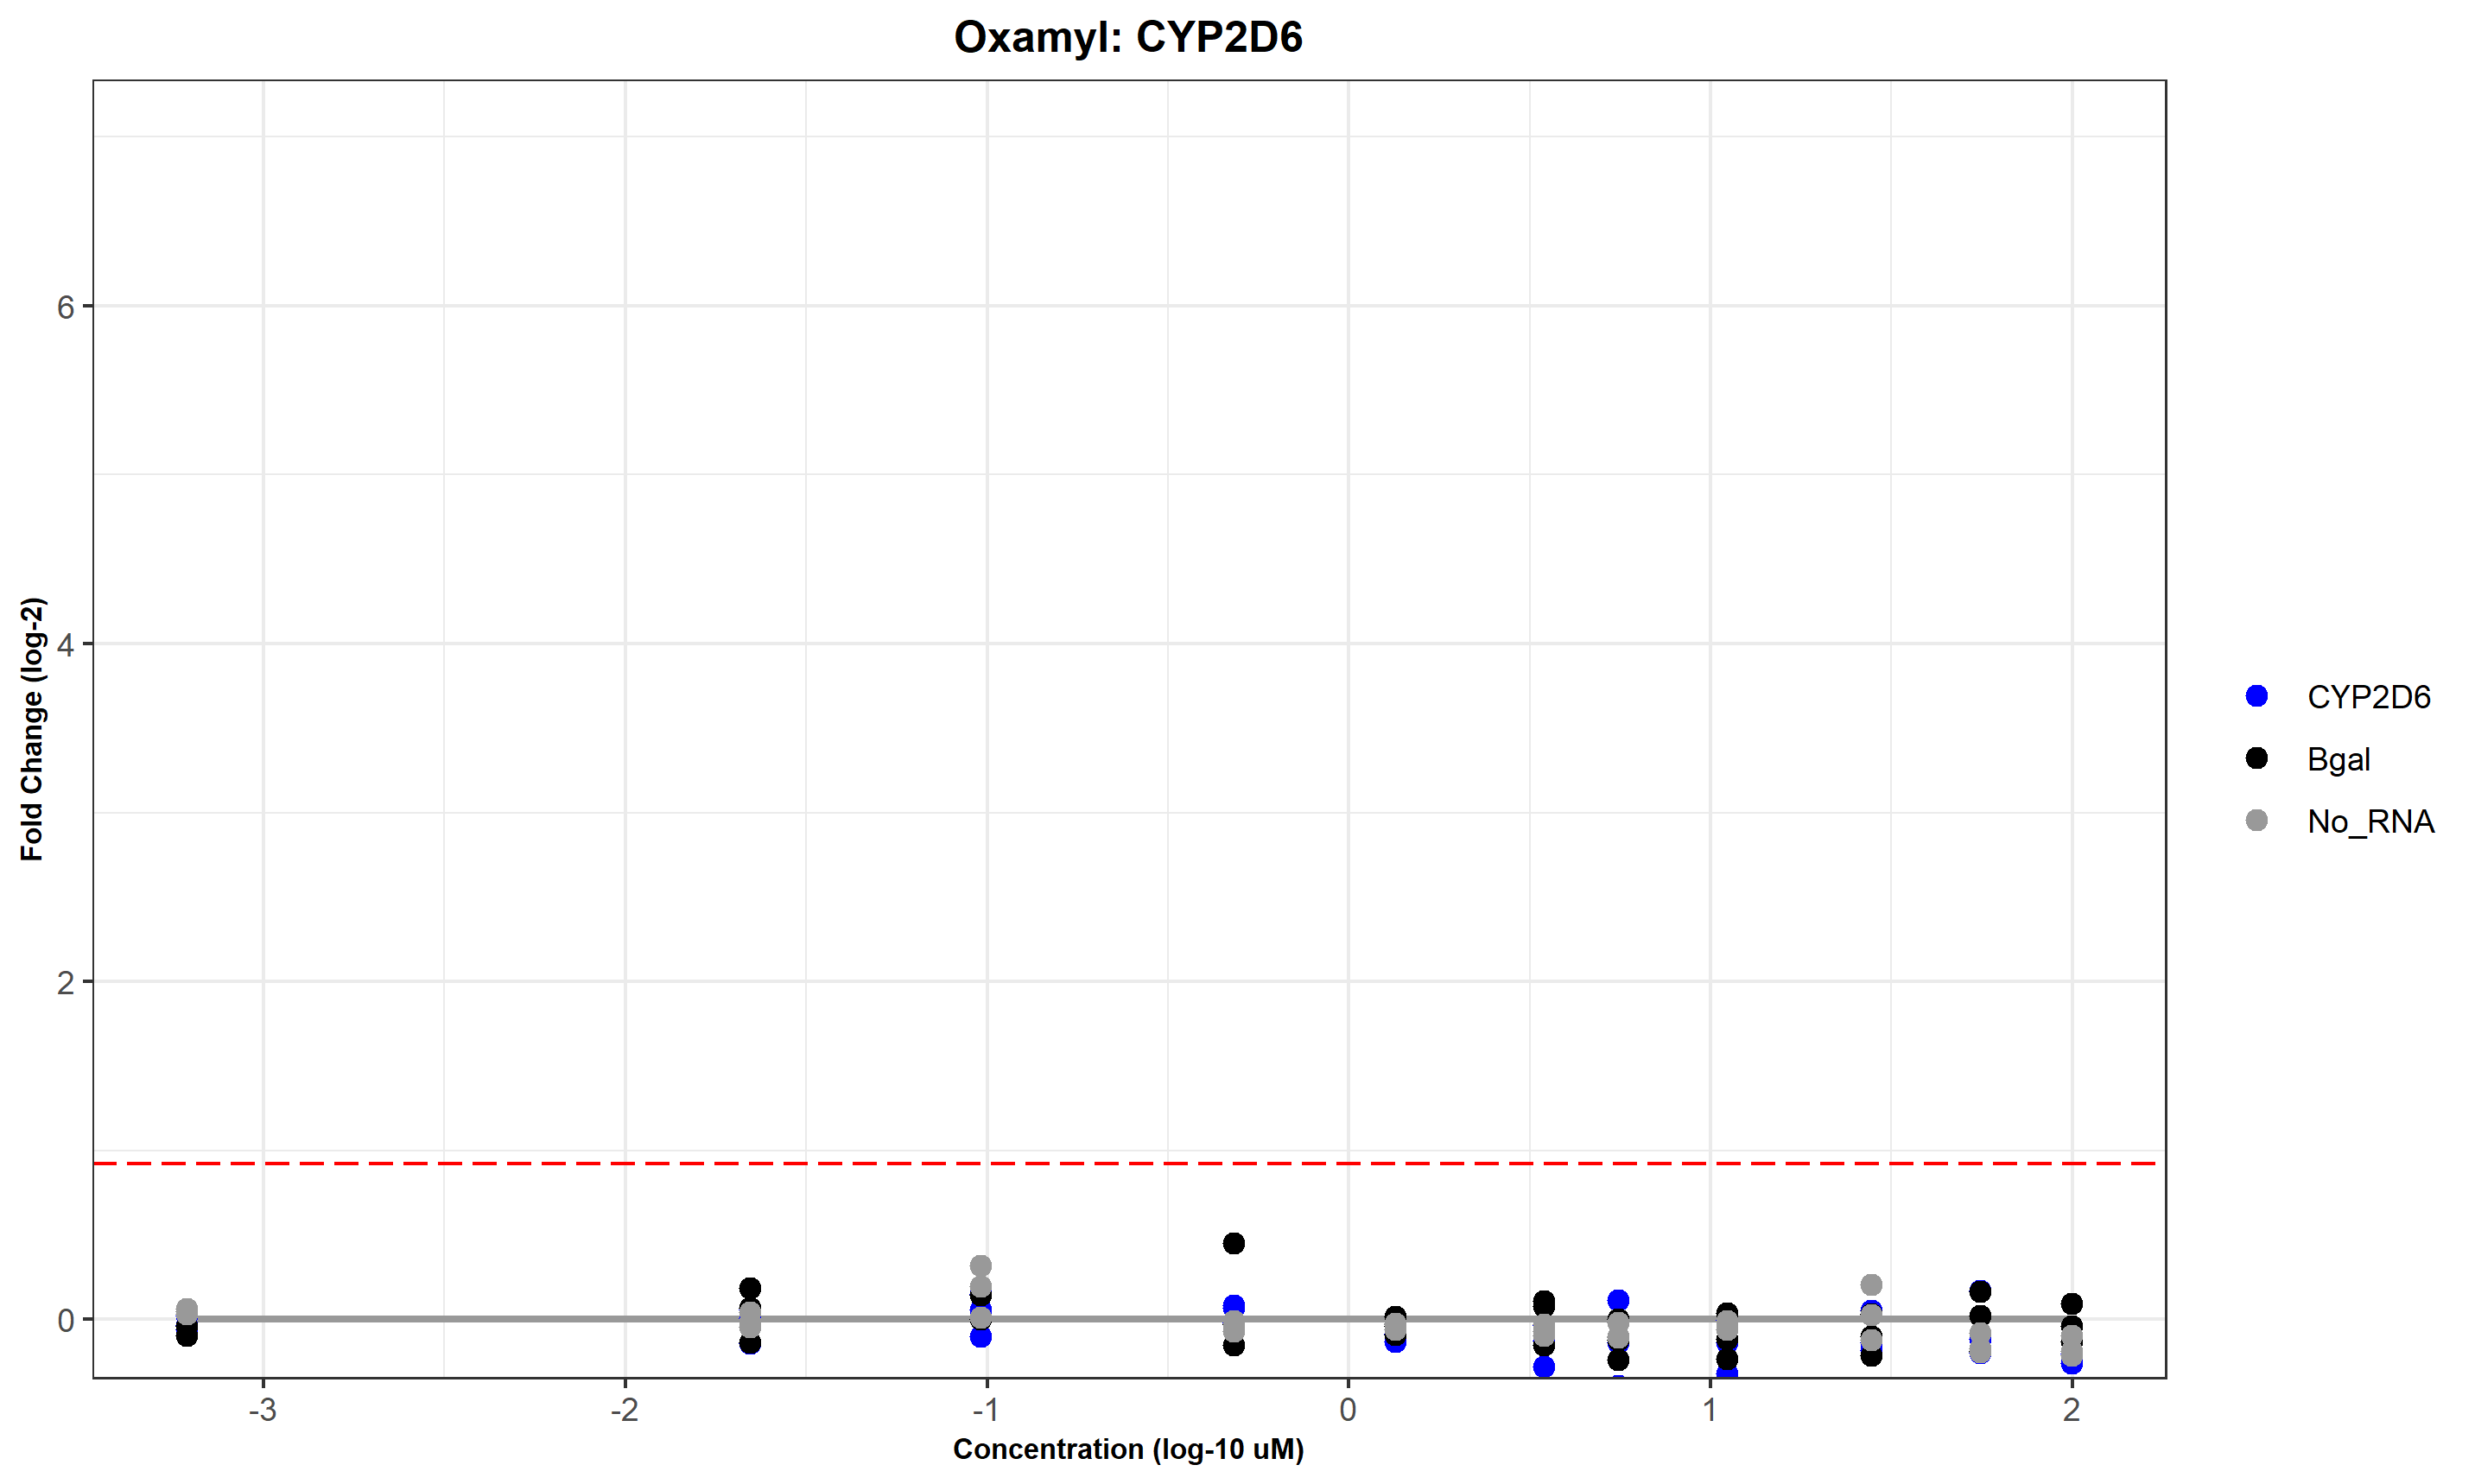 Oxamyl: CYP2D6
Fold Change (log-2)
6
4
2
0
-3
-2
-1
0
1
2
Concentration (log-10 uM)
CYP2D6
Bgal
No_RNA